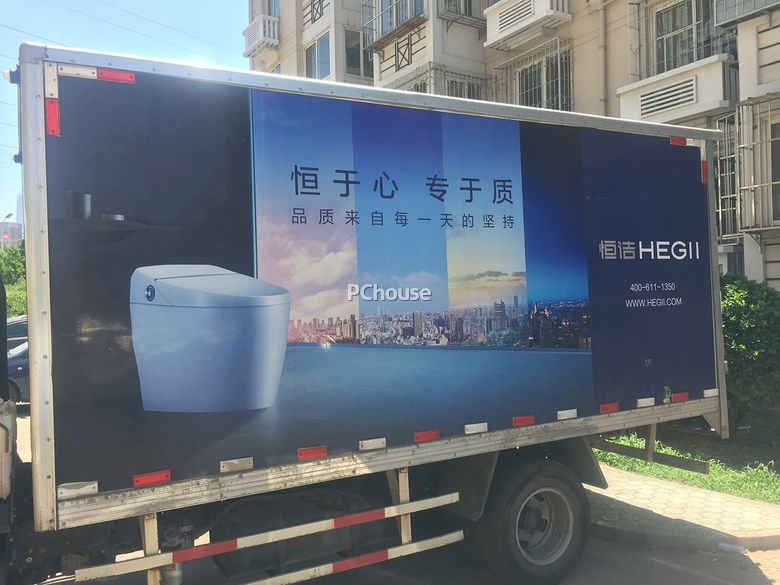 恒于心 专于质
品质来自每一天的坚持
恒洁HEGII
400-611-1350
WWW.HEGII.COM
PChouse